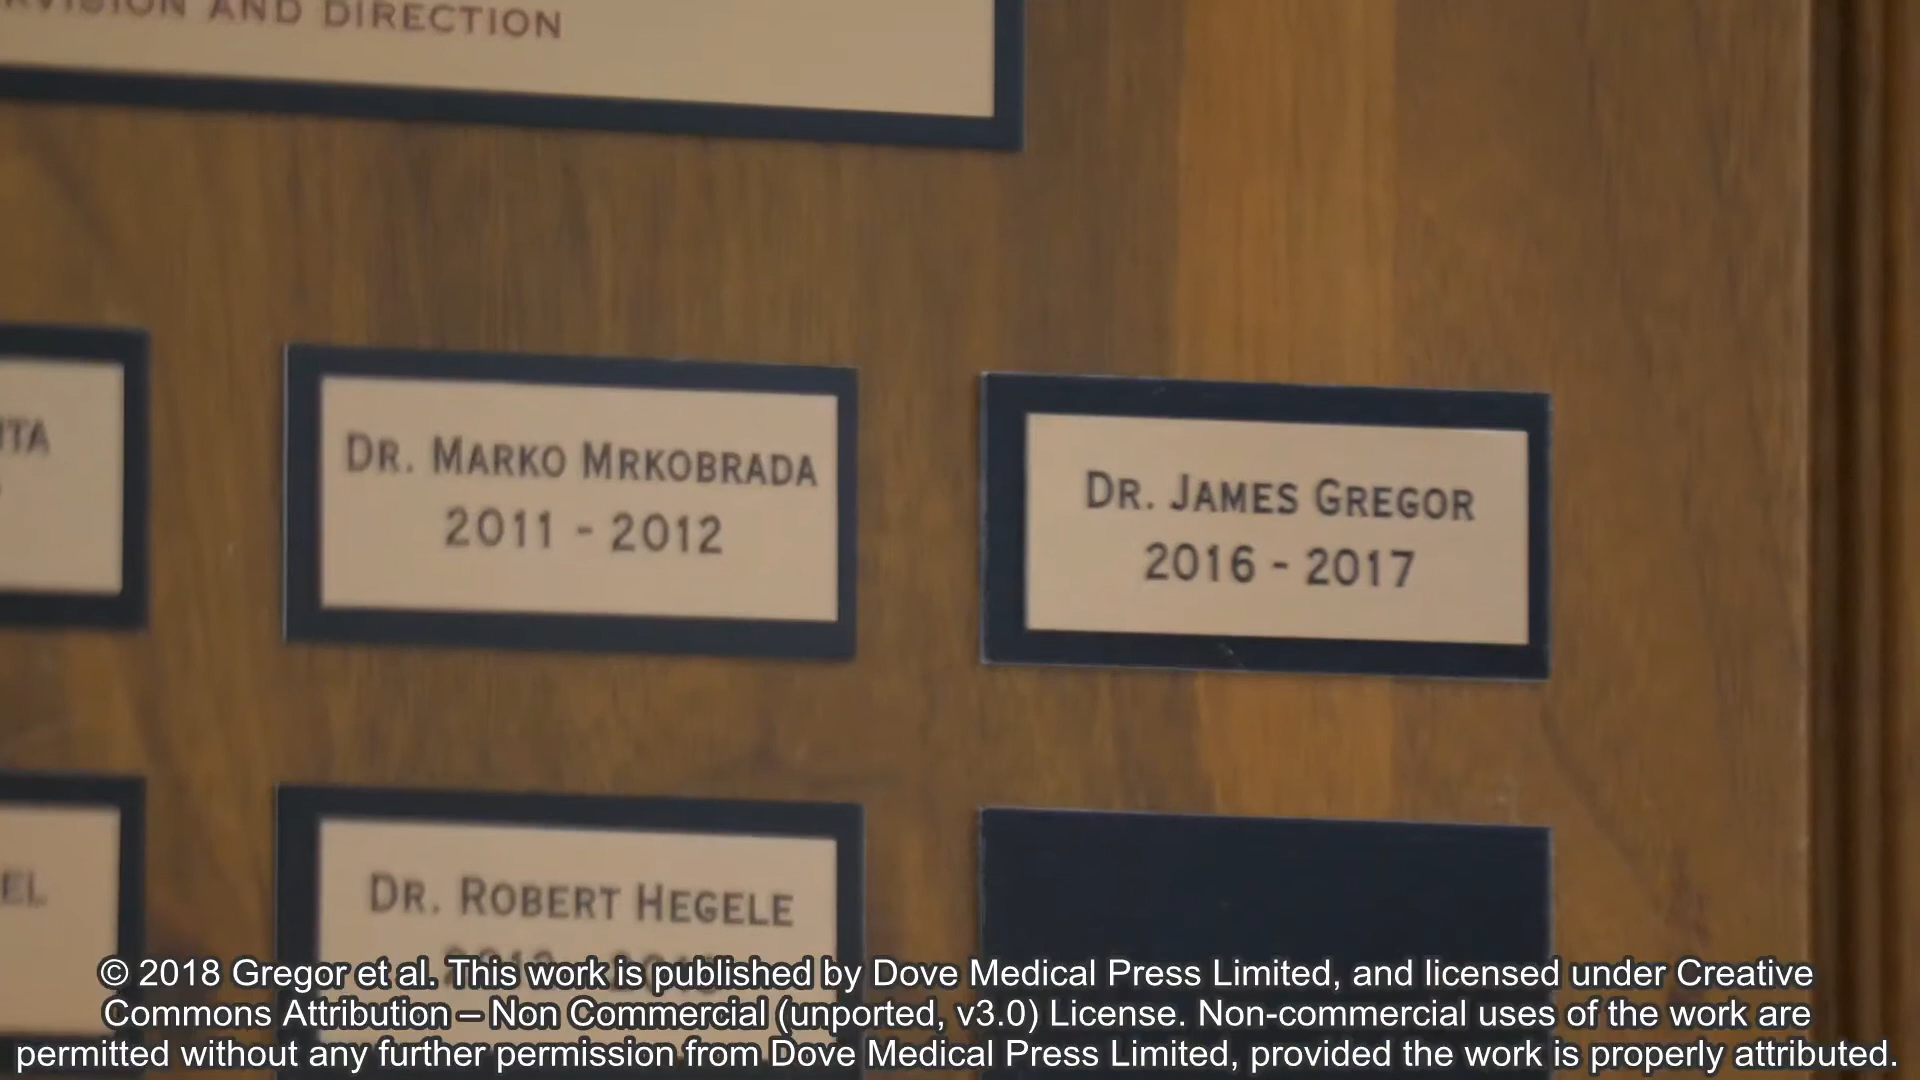 AND DIRECTION
DR. MARKO MRKOBRADA
2011 - 2012
DR. JAMES GREGOR
2016 - 2017
DR. ROBERT HEGELE
© 2018 Gregor et al. This work is published by Dove Medical Press Limited, and licensed under Creative
Commons Attribution – Non Commercial (unported, v3.0) License. Non-commercial uses of the work are
permitted without any further permission from Dove Medical Press Limited, provided the work is properly attributed.